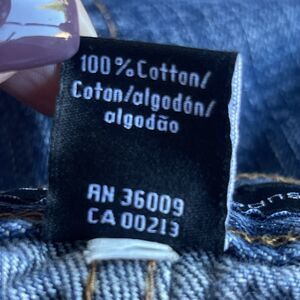 100%Cotton/
Coton/algodón/
algodão
RN 36009
CA 00213